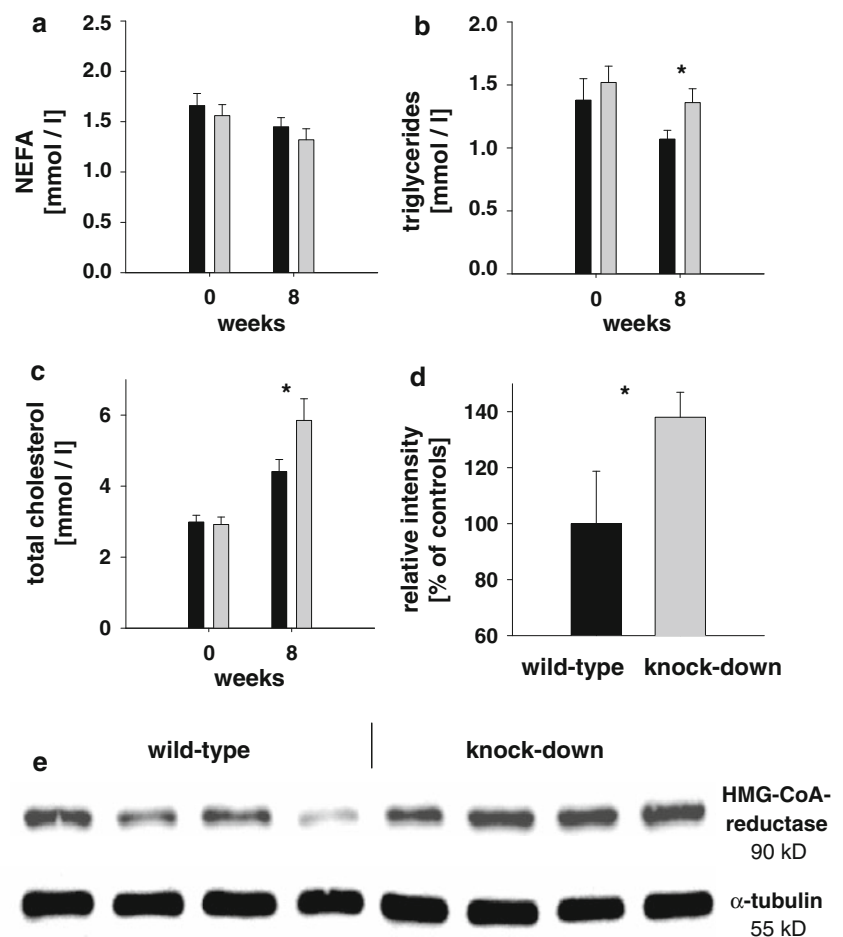 a
2.5
2.0
1.5
1.0
0.5
0.0
NEFA
[mmol / l]
0 8
weeks
b
2.0
1.5
1.0
0.5
0.0
triglycerides
[mmol / l]
*
0 8
weeks
c
6
4
2
0
total cholesterol
[mmol / l]
*
0 8
weeks
d
140
120
100
80
60
relative intensity
[% of controls]
*
wild-type knock-down
e
wild-type knock-down
HMG-CoA-
reductase
90 kD
α-tubulin
55 kD